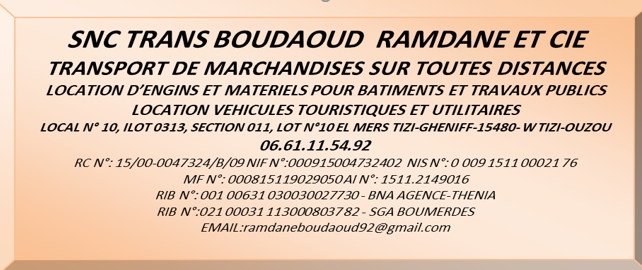 SNC TRANS BOUDAOUD RAMDANE ET CIE
TRANSPORT DE MARCHANDISES SUR TOUTES DISTANCES
LOCATION D'ENGINS ET MATERIELS POUR BATIMENTS ET TRAVAUX PUBLICS
LOCATION VEHICULES TOURISTIQUES ET UTILITAIRES
LOCAL N° 10, ILOT 0313, SECTION 011, LOT N°10 EL MERS TIZI-GHENIFF-15480- W TIZI-OUZOU
06.61.11.54.92
RC N°: 15/00-0047324/B/09 NIF N°:000915004732402 NIS N°: 0 009 1511 00021 76
MF N°: 000815119029050 AI N°: 1511.2149016
RIB N°: 001 00631 030030027730 - BNA AGENCE-THENIA
RIB N°:021 00031 113000803782 - SGA BOUMERDES
EMAIL:ramdaneboudaoud92@gmail.com